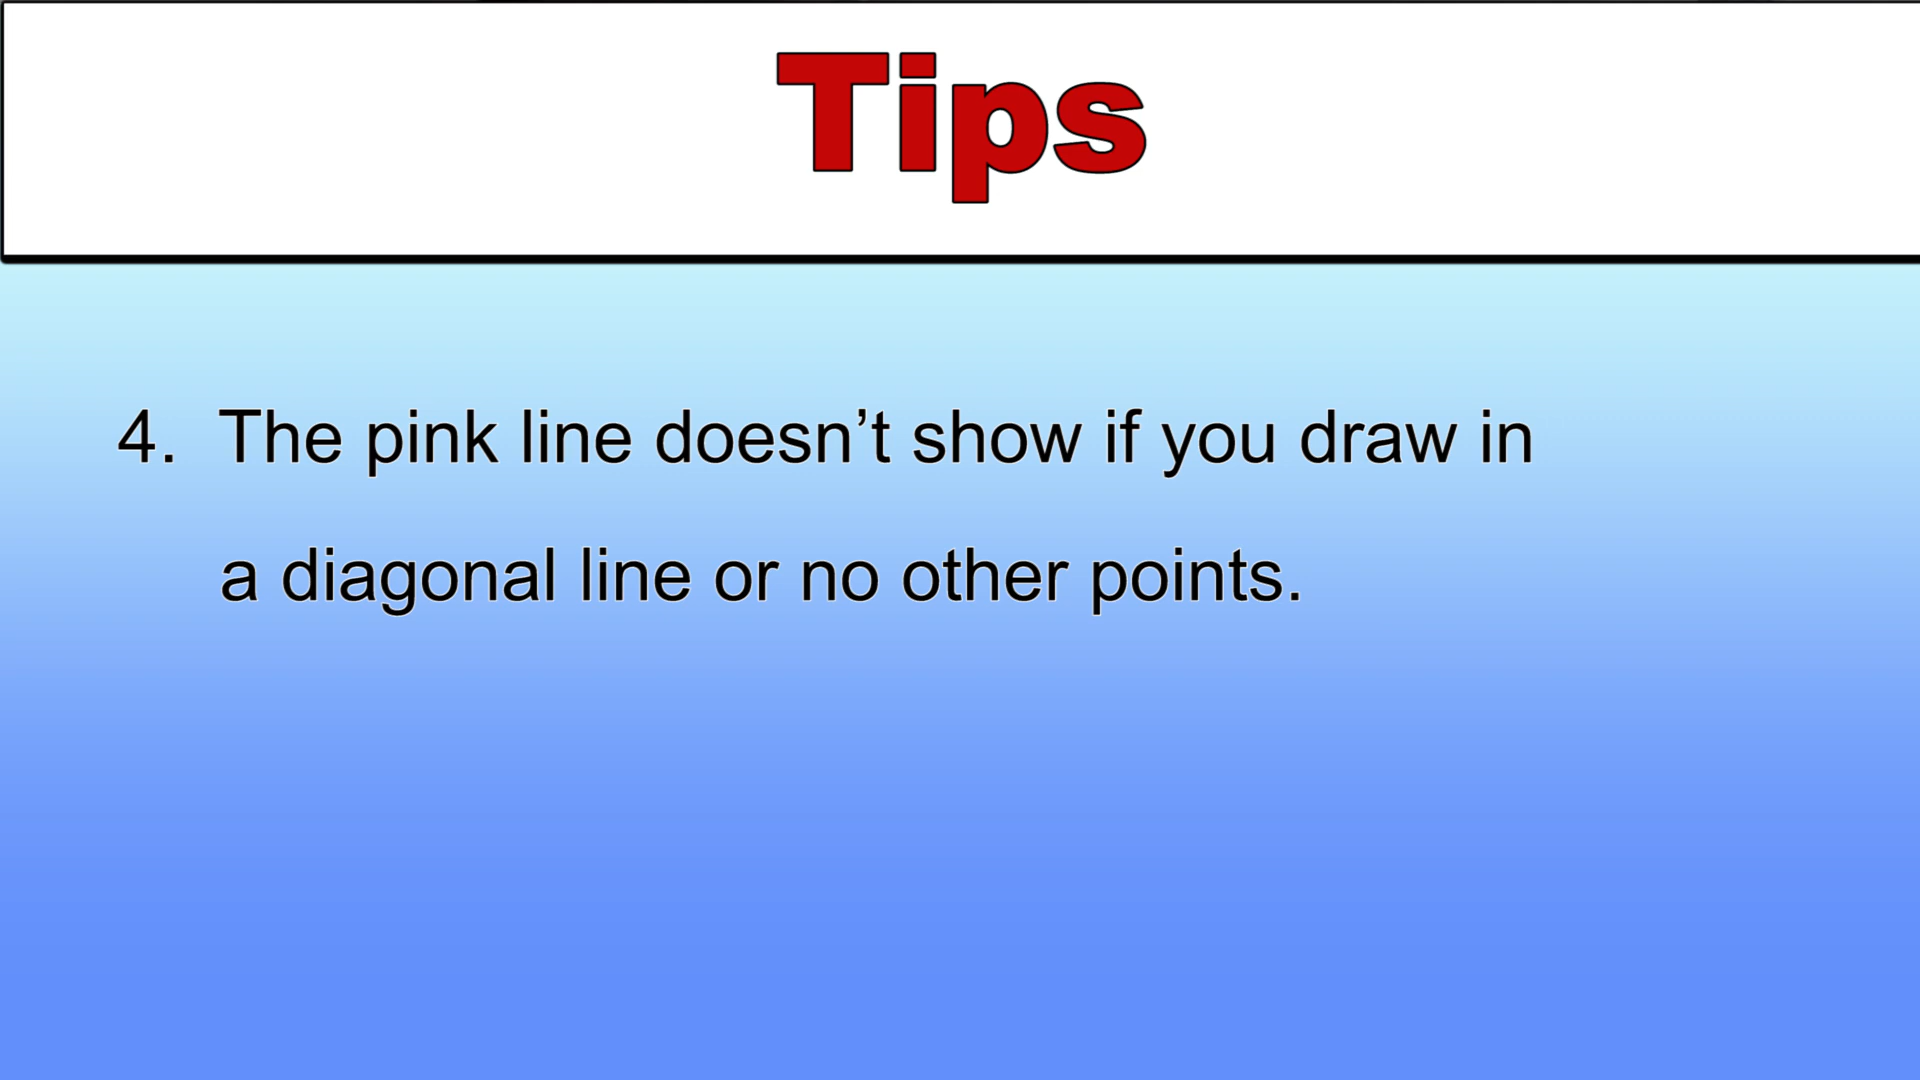 Tips
4. The pink line doesn’t show if you draw in
a diagonal line or no other points.